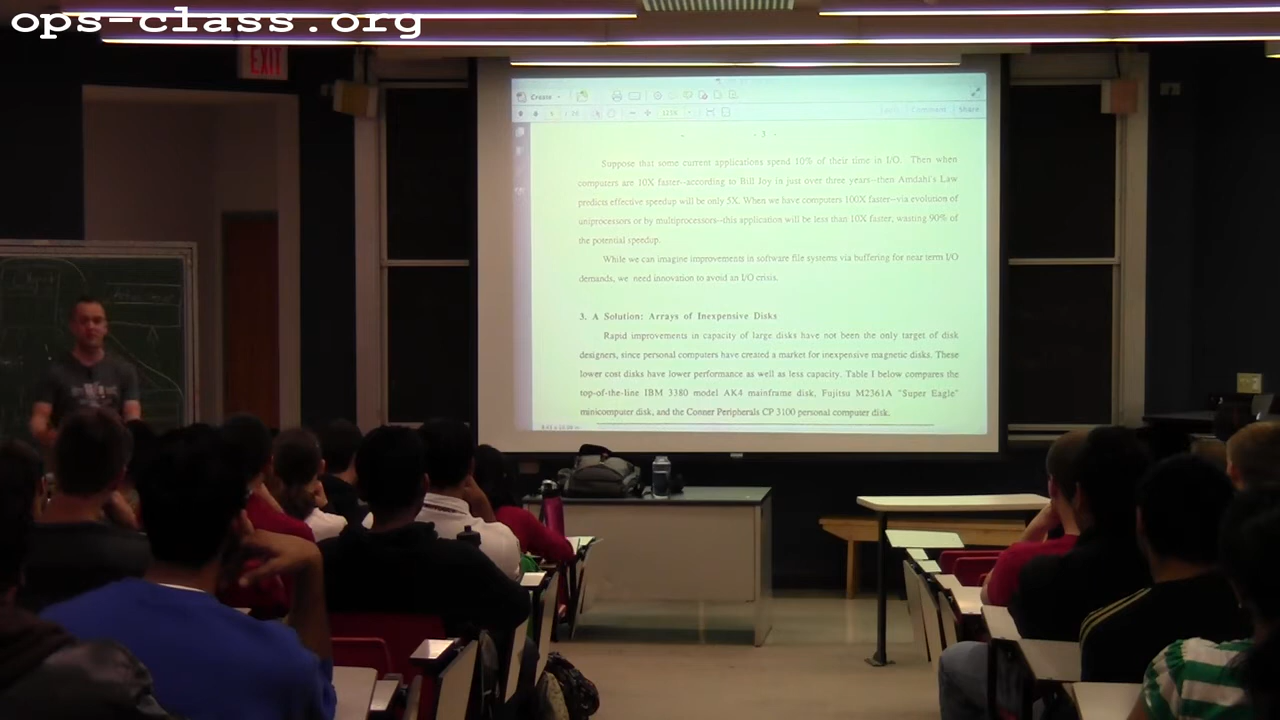 ops-class.org
EXIT
Create
115%
Comment
Share
- 3 -
Suppose that some current applications spend 10% of their time in I/O. Then when
computers are 10X faster--according to Bill Joy in just over three years--then Amdahl's Law
predicts effective speedup will be only 5X. When we have computers 100X faster--via evolution of
uniprocessors or by multiprocessors--this application will be less than 10X faster, wasting 90% of
the potential speedup.
While we can imagine improvements in software file systems via buffering for near term I/O
demands, we need innovation to avoid an I/O crisis.
3. A Solution: Arrays of Inexpensive Disks
Rapid improvements in capacity of large disks have not been the only target of disk
designers, since personal computers have created a market for inexpensive magnetic disks. These
lower cost disks have lower performance as well as less capacity. Table I below compares the
top-of-the-line IBM 3380 model AK4 mainframe disk, Fujitsu M2361A "Super Eagle"
minicomputer disk, and the Conner Peripherals CP 3100 personal computer disk.